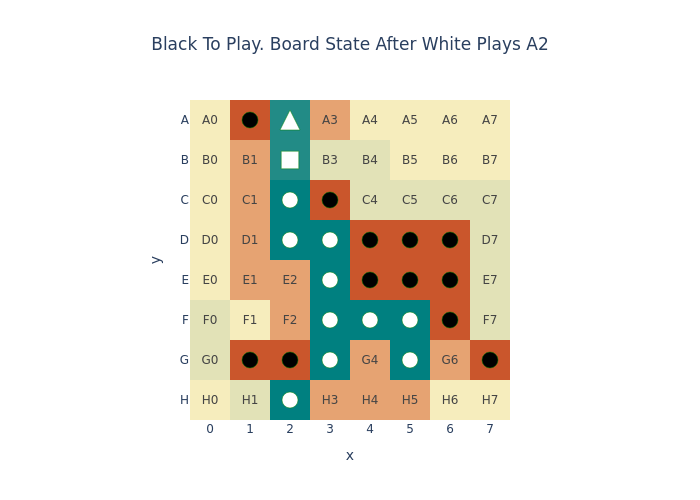 Black To Play. Board State After White Plays A2
A A0 A3 A4 A5 A6 A7
B B0 B1 B3 B4 B5 B6 B7
C C0 C1 C4 C5 C6 C7
D D0 D1 D7
y
E E0 E1 E2 E7
F F0 F1 F2 F7
G G0 G4 G6
H H0 H1 H3 H4 H5 H6 H7
0 1 2 3 4 5 6 7
x